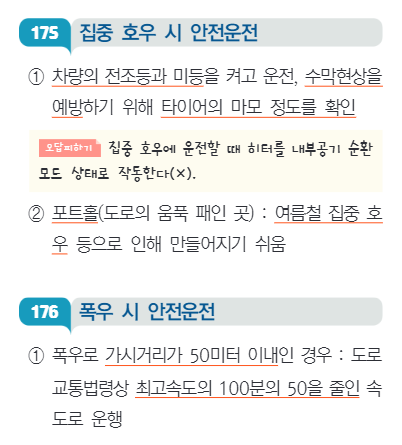 175 집중 호우 시 안전운전
① 차량의 전조등과 미등을 켜고 운전, 수막현상을
예방하기 위해 타이어의 마모 정도를 확인
오답피하기 집중 호우에 운전할 때 히터를 내부공기 순환
모드 상태로 작동한다(×).
② 포트홀(도로의 움푹 패인 곳) : 여름철 집중 호
우 등으로 인해 만들어지기 쉬움
176 폭우 시 안전운전
① 폭우로 가시거리가 50미터 이내인 경우 : 도로
교통법령상 최고속도의 100분의 50을 줄인 속
도로 운행